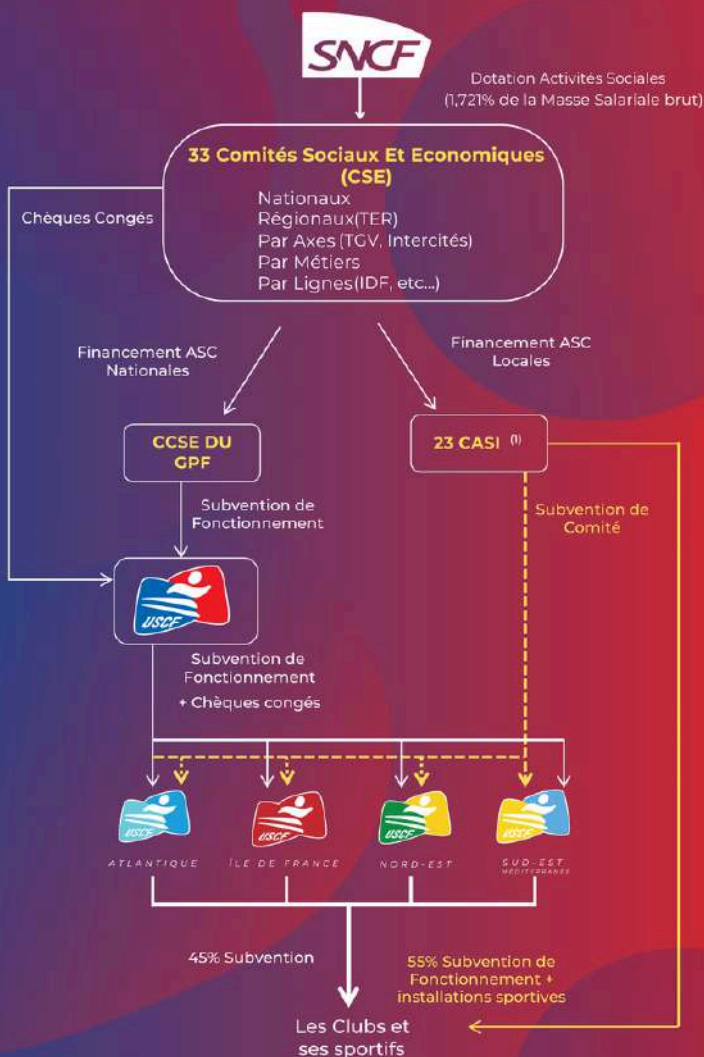 SNCF
Dotation Activités Sociales
(1,721% de la Masse Salariale brut)
33 Comités Sociaux Et Economiques
(CSE)
Nationaux
Régionaux(TER)
Par Axes (TGV, Intercités)
Par Métiers
Par Lignes(IDF, etc...)
Chèques Congés
Financement ASC
Nationales
Financement ASC
Locales
CCSE DU
GPF
23 CASI (1)
Subvention de
Fonctionnement
Subvention de
Comité
USCF
Subvention de
Fonctionnement
+ Chèques congés
USCF
USCF
USCF
USCF
ATLANTIQUE
ÎLE DE FRANCE
NORD-EST
SUD-EST
MÉDITERRANÉE
45% Subvention
55% Subvention de
Fonctionnement +
installations sportives
Les Clubs et
ses sportifs